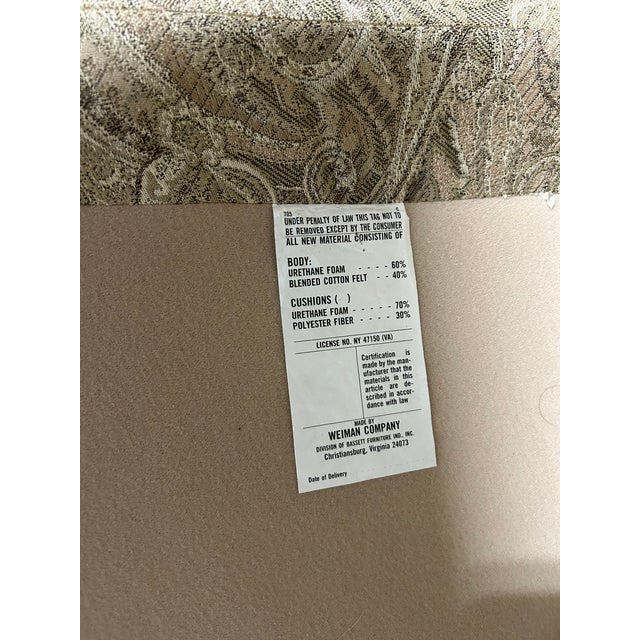 705 6
UNDER PENALTY OF LAW THIS TAG NOT TO
BE REMOVED EXCEPT BY THE CONSUMER
ALL NEW MATERIAL CONSISTING OF
BODY:
URETHANE FOAM - - - - 60%
BLENDED COTTON FELT - - 40%
CUSHIONS ( )
URETHANE FOAM - - - - - 70%
POLYESTER FIBER - - - - 30%
LICENSE NO. NY 47150 (VA)
Certification is
made by the man-
ufacturer that the
materials in this
article are de-
scribed in accor-
dance with law
MADE BY
WEIMAN COMPANY
DIVISION OF BASSETT FURNITURE IND., INC.
Christiansburg, Virginia 24073
Date of Delivery